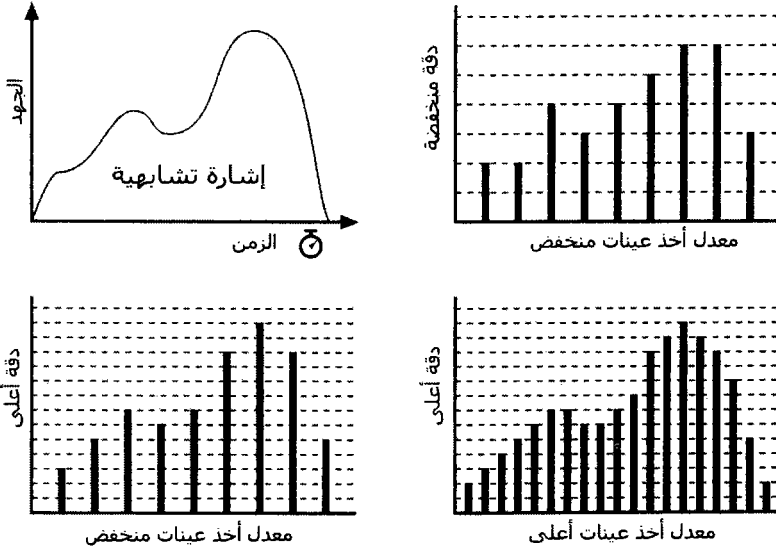 الجهد
إشارة تشابهية
الزمن
دقة منخفضة
معدل أخذ عينات منخفض
دقة أعلى
معدل أخذ عينات منخفض
دقة أعلى
معدل أخذ عينات أعلى